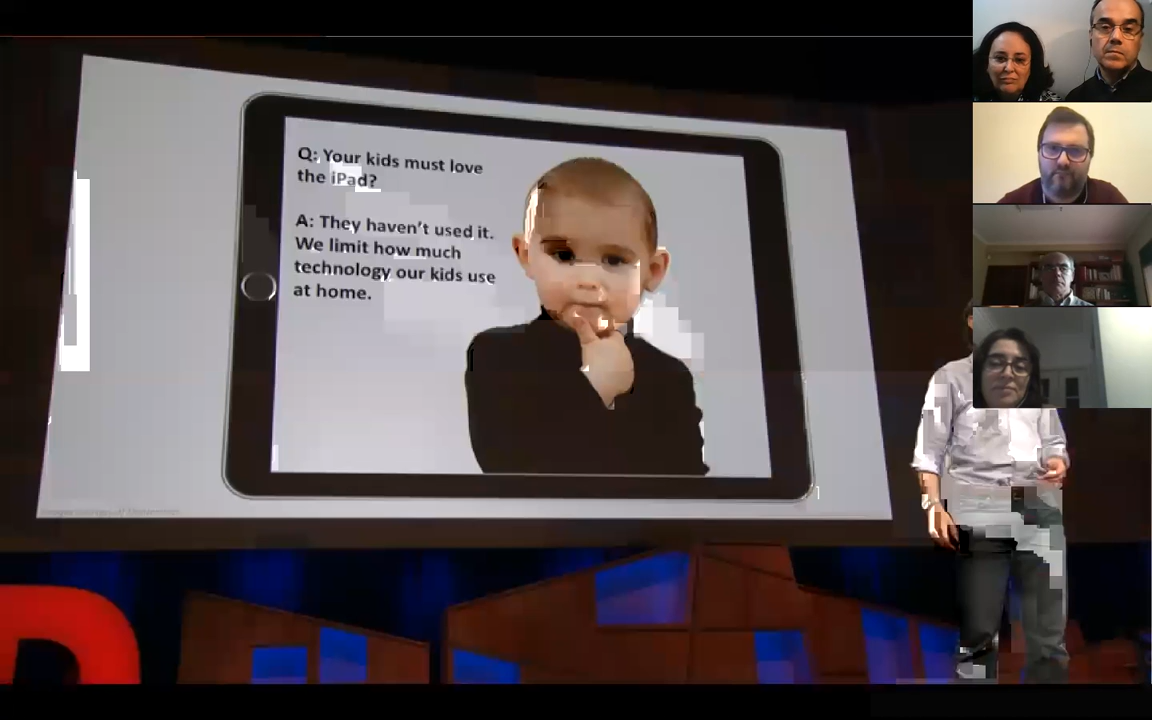 Q: Your kids must love
the iPad?
A: They haven't used it.
We limit how much
technology our kids use
at home.